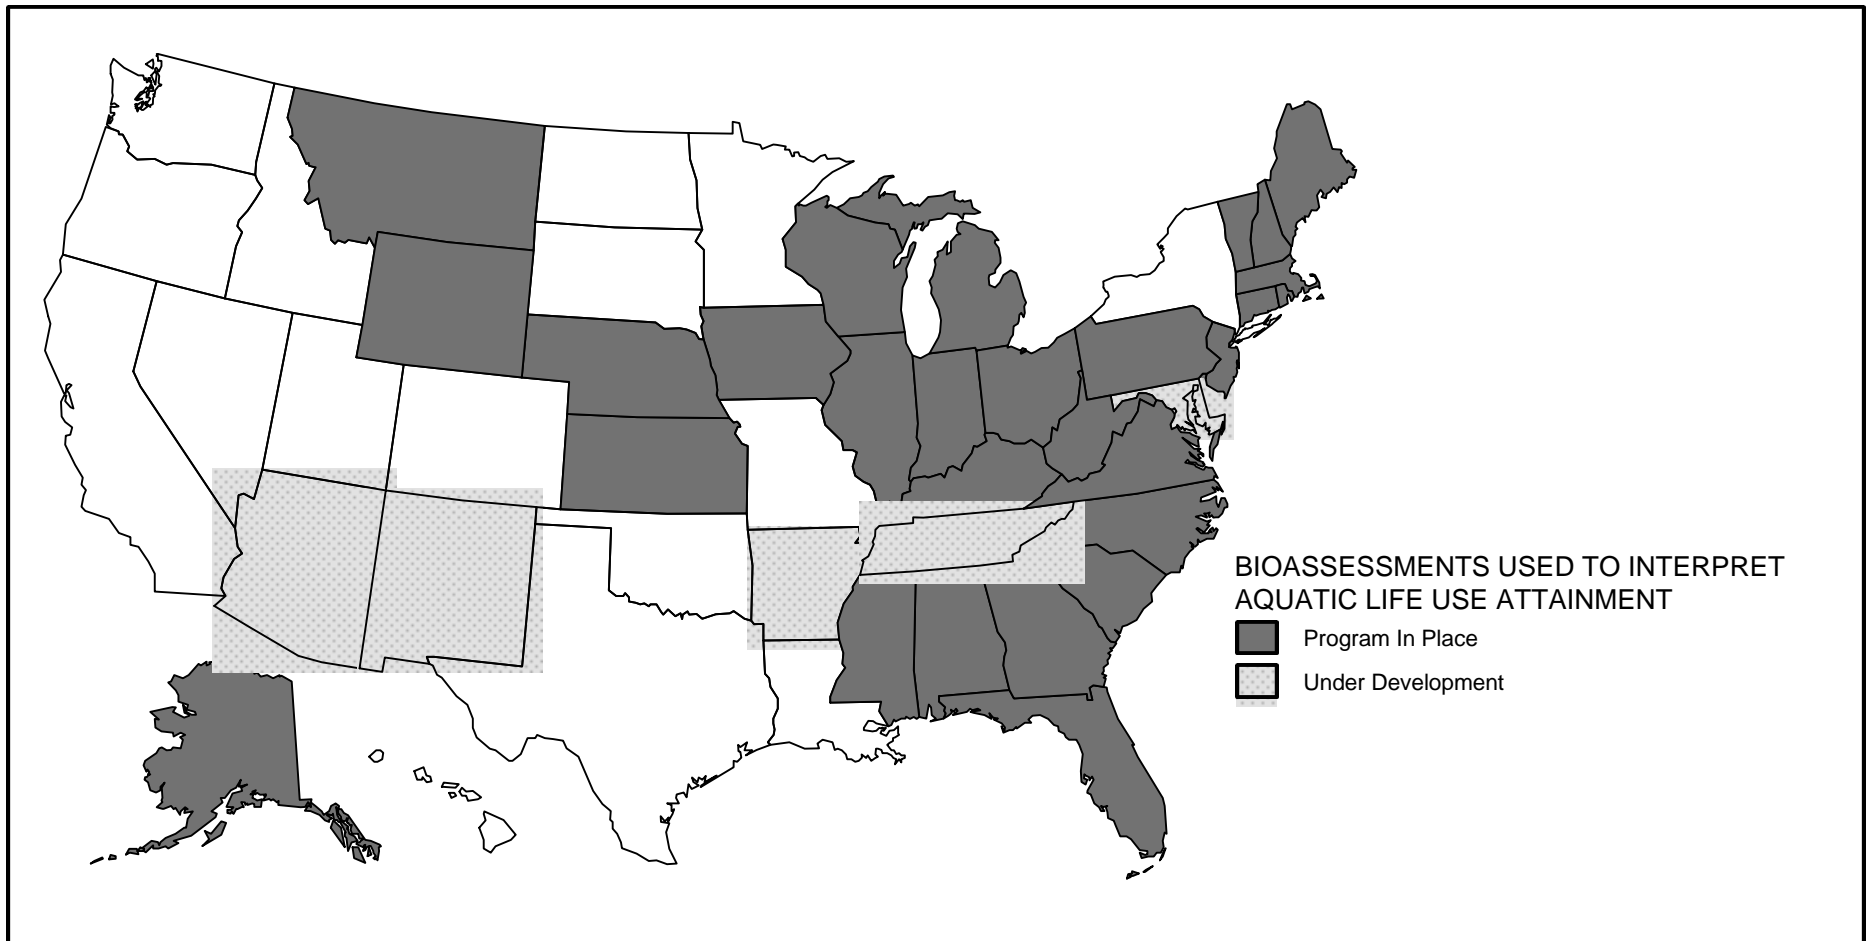 BIOASSESSMENTS USED TO INTERPRET
AQUATIC LIFE USE ATTAINMENT
Program In Place
Under Development